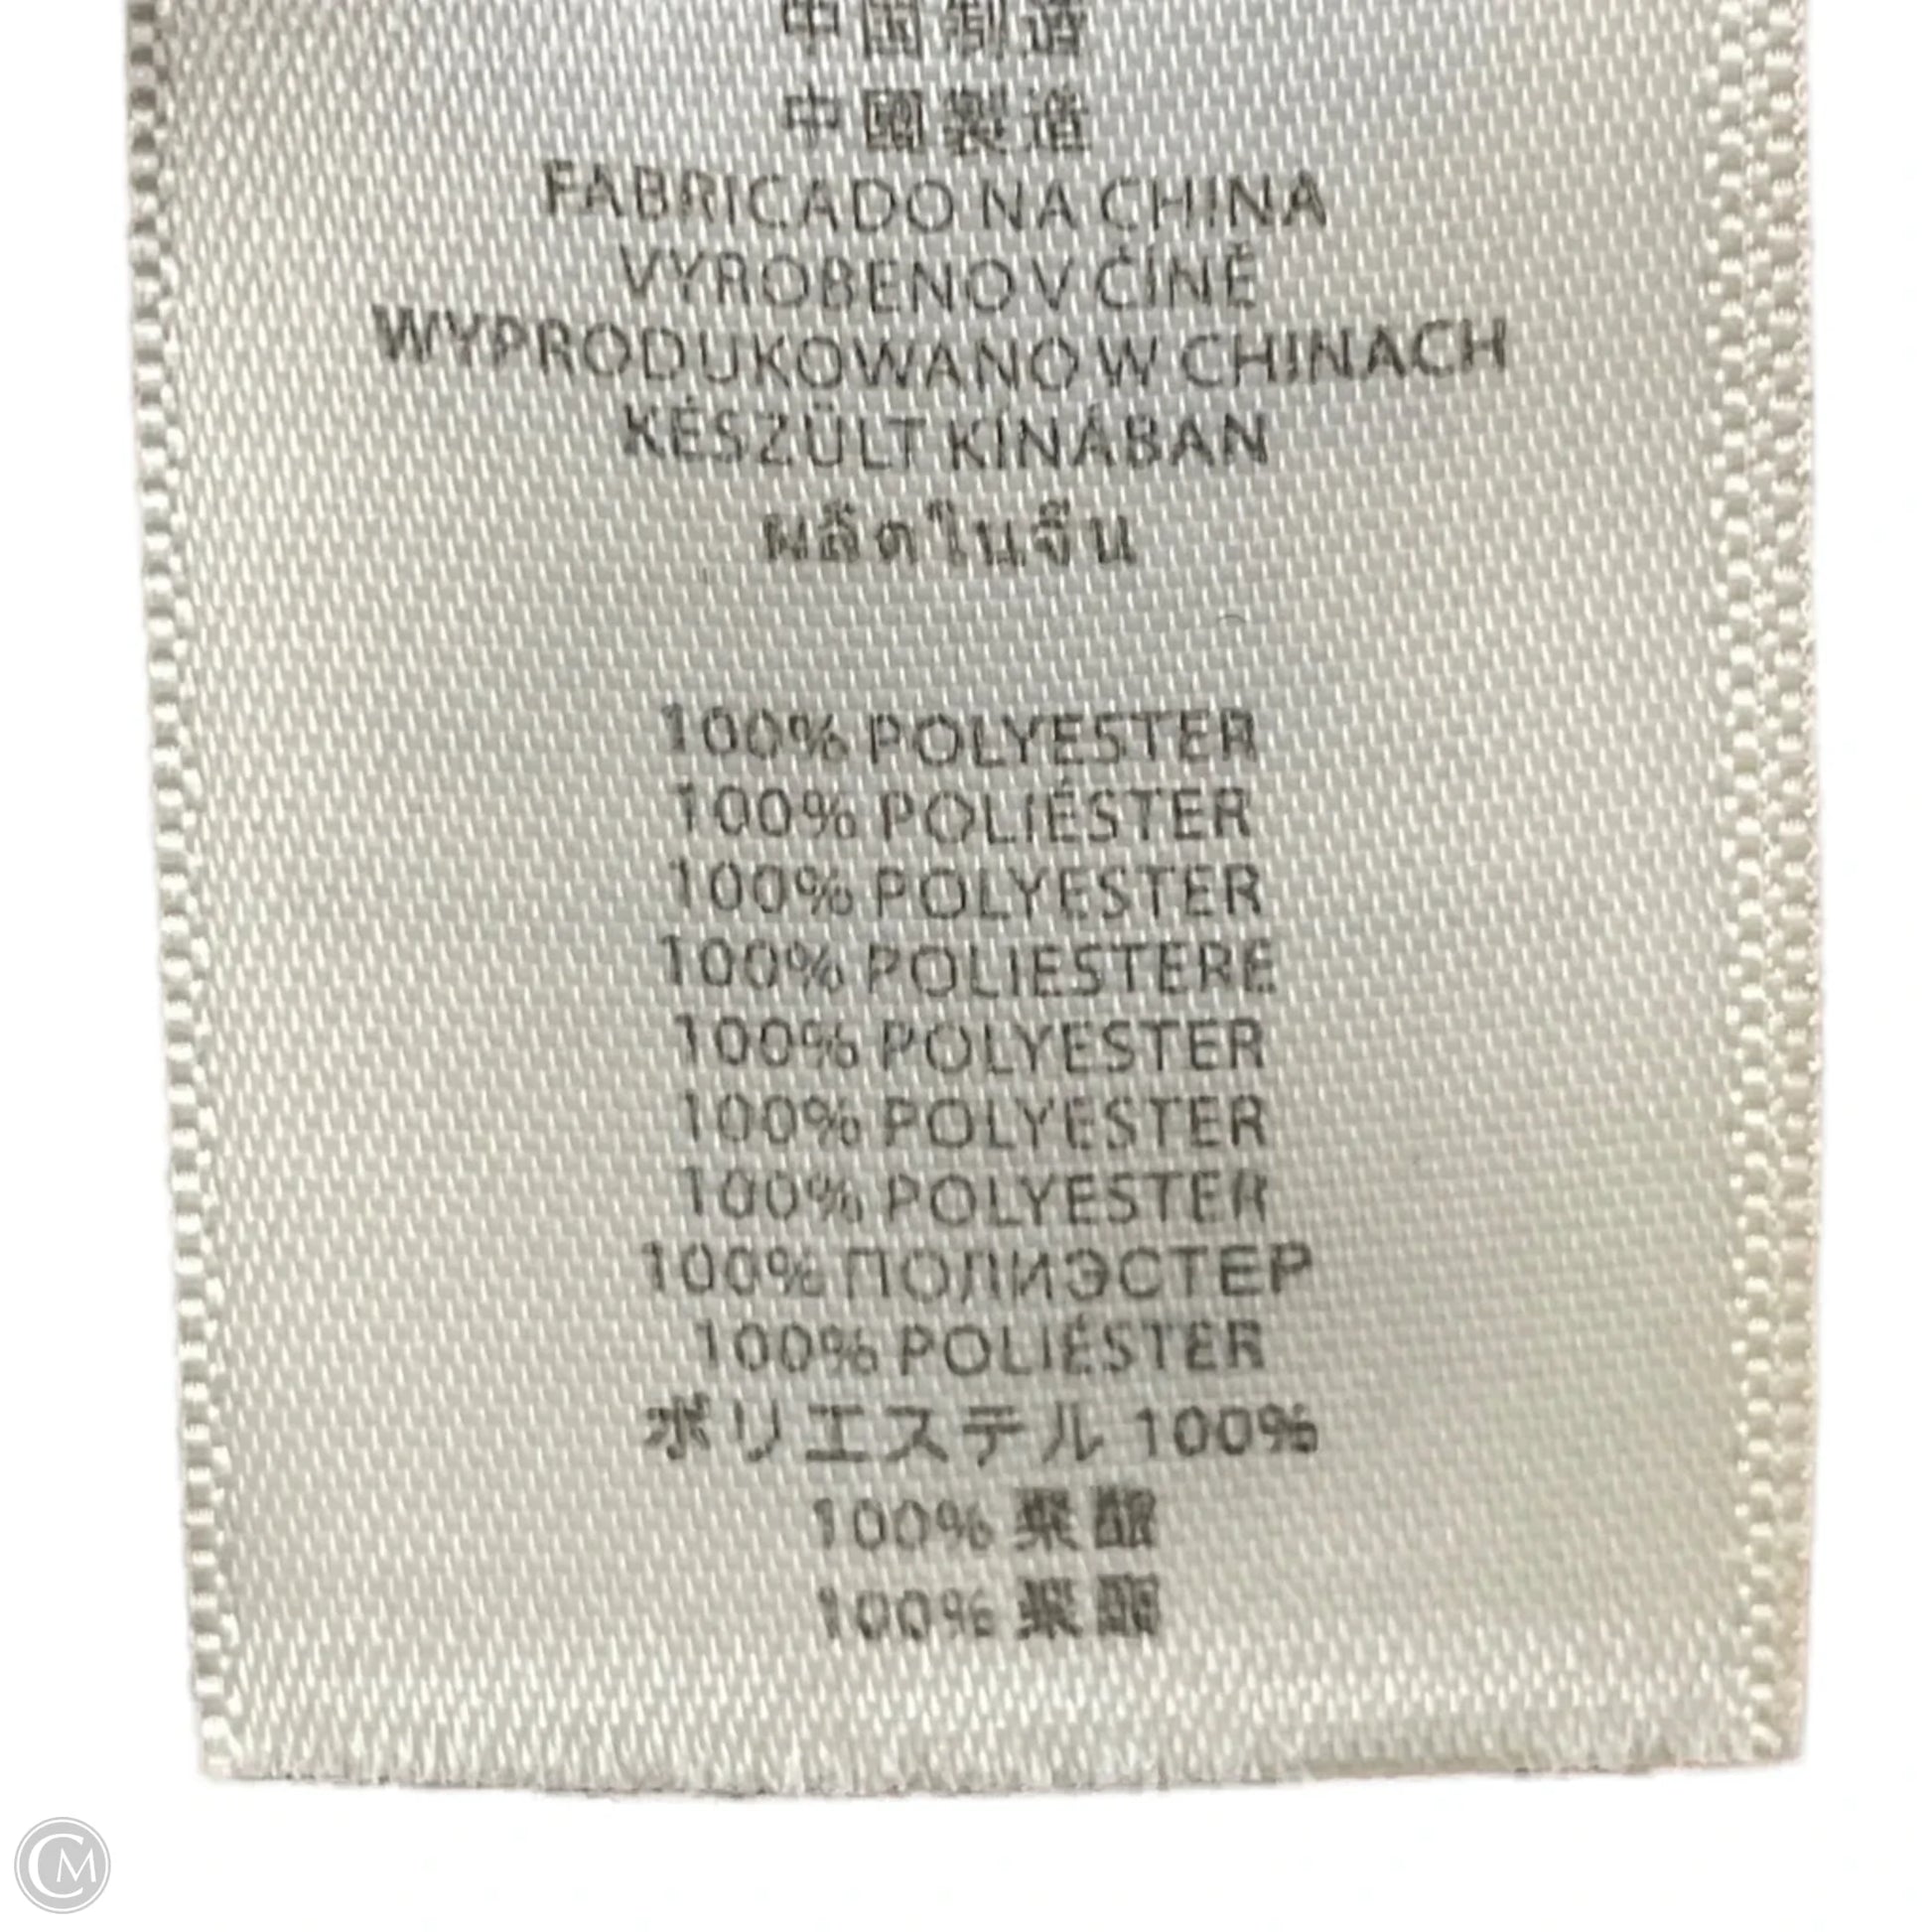 中国制造
中國製造
FABRICADO NA CHINA
VYROBENO V ČÍNĚ
WYPRODUKOWANO W CHINACH
KÉSZÜLT KÍNÁBAN
ผลิตในจีน
100% POLYESTER
100% POLIÉSTER
100% POLYESTER
100% POLIESTERE
100% POLYESTER
100% POLYESTER
100% POLYESTER
100% ПОЛИЭСТЕР
100% POLIÉSTER
ポリエステル 100%
100% 聚酯
100% 聚酯
CM